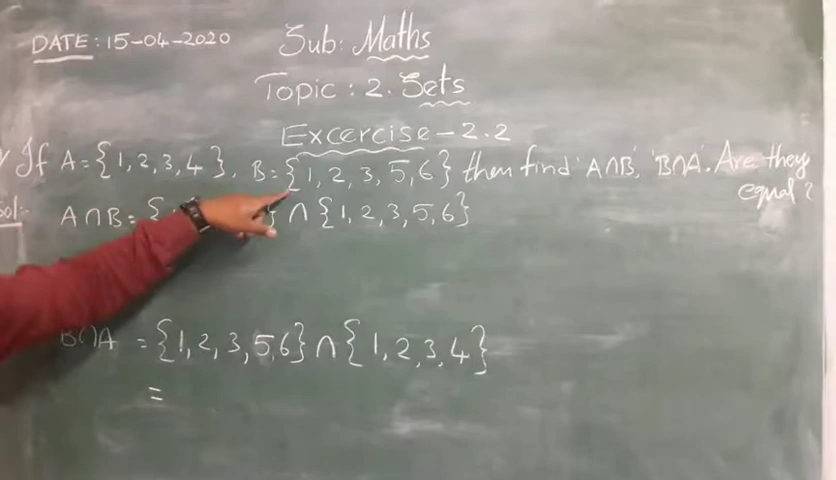 DATE: 15-04-2020
Sub: Maths
Topic: 2. Sets
Excercise-2.2
If A={1,2,3,4}, B={1,2,3,5,6} then find 'A∩B', 'B∩A'. Are they equal?
Sol:- A∩B= { } ∩ {1,2,3,5,6}
B∩A = {1,2,3,5,6} ∩ {1,2,3,4}
=